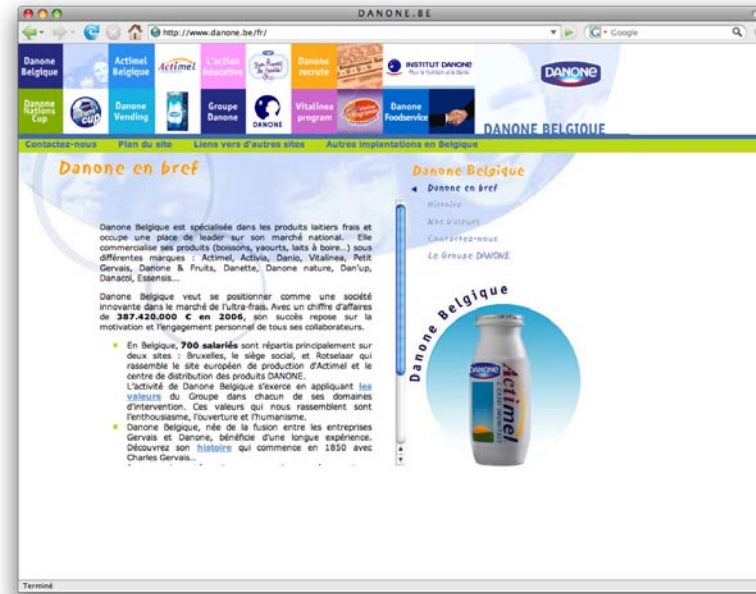 DANONE.BE
http://www.danone.be/fr/
Google
Danone Belgique
Actimel Belgique
Actimel
L'action éducative
Danone recrute
INSTITUT DANONE
Pour la Nutrition et la Santé
DANONE
Danone Nations Cup
Danone Vending
Groupe Danone
DANONE
Vitalinea program
Danone Foodservice
DANONE BELGIQUE
Contactez-nous Plan du site Liens vers d'autres sites Autres implantations en Belgique
Danone en bref
Danone Belgique est spécialisée dans les produits laitiers frais et
occupe une place de leader sur son marché national. Elle
commercialise ses produits (boissons, yaourts, laits à boire…) sous
différentes marques : Actimel, Activia, Danio, Vitalinea, Petit
Gervais, Danone & Fruits, Danette, Danone nature, Dan'up,
Danacol, Essensis...
Danone Belgique veut se positionner comme une société
innovante dans le marché de l'ultra-frais. Avec un chiffre d'affaires
de 387.420.000 € en 2006, son succès repose sur la
motivation et l'engagement personnel de tous ses collaborateurs.
En Belgique, 700 salariés sont répartis principalement sur
deux sites : Bruxelles, le siège social, et Rotselaar qui
rassemble le site européen de production d'Actimel et le
centre de distribution des produits DANONE.
L'activité de Danone Belgique s'exerce en appliquant les
valeurs du Groupe dans chacun de ses domaines
d'intervention. Ces valeurs qui nous rassemblent sont
l'enthousiasme, l'ouverture et l'humanisme.
Danone Belgique, née de la fusion entre les entreprises
Gervais et Danone, bénéficie d'une longue expérience.
Découvrez son histoire qui commence en 1850 avec
Charles Gervais...
Danone Belgique
Danone en bref
Histoire
Nos Valeurs
Contactez-nous
Le Groupe DANONE
Danone Belgique
DANONE
Actimel
L.CASEI IMUNITASS
Terminé